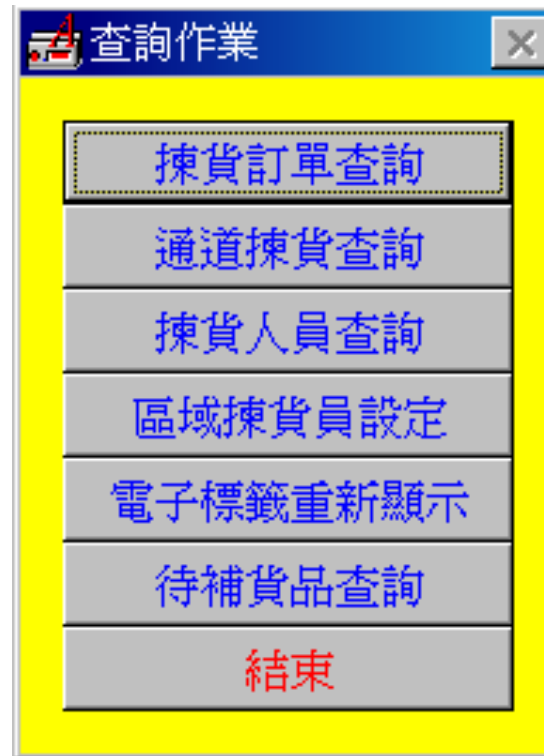 查詢作業
揀貨訂單查詢
通道揀貨查詢
揀貨人員查詢
區域揀貨員設定
電子標籤重新顯示
待補貨品查詢
結束